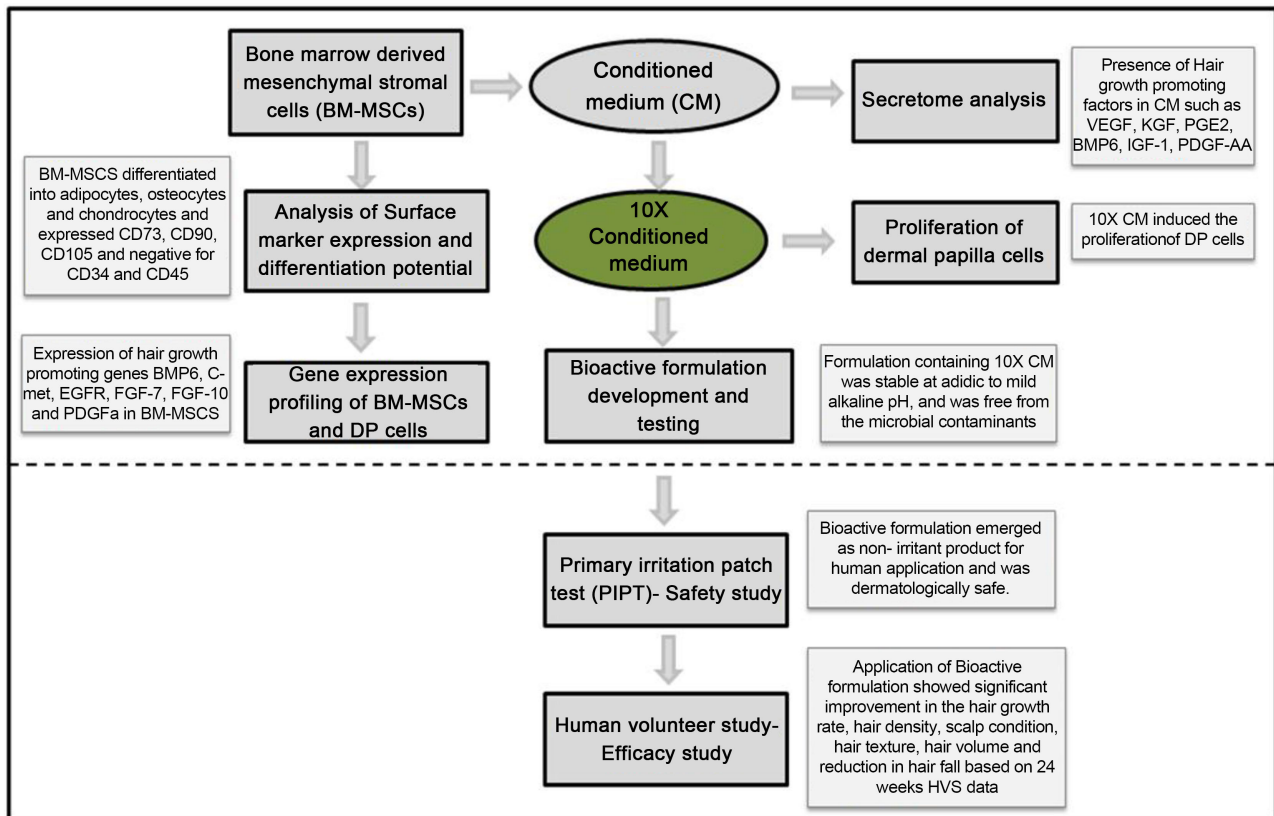 Bone marrow derived
mesenchymal stromal
cells (BM-MSCs)
Conditioned
medium (CM)
Secretome analysis
Presence of Hair
growth promoting
factors in CM such as
VEGF, KGF, PGE2,
BMP6, IGF-1, PDGF-AA
BM-MSCS differentiated
into adipocytes, osteocytes
and chondrocytes and
expressed CD73, CD90,
CD105 and negative for
CD34 and CD45
Analysis of Surface
marker expression and
differentiation potential
10X
Conditioned
medium
Proliferation of
dermal papilla cells
10X CM induced the
proliferationof DP cells
Expression of hair growth
promoting genes BMP6, C-
met, EGFR, FGF-7, FGF-10
and PDGFa in BM-MSCS
Gene expression
profiling of BM-MSCs
and DP cells
Bioactive formulation
development and
testing
Formulation containing 10X CM
was stable at adidic to mild
alkaline pH, and was free from
the microbial contaminants
Primary irritation patch
test (PIPT)- Safety study
Bioactive formulation emerged
as non- irritant product for
human application and was
dermatologically safe.
Human volunteer study-
Efficacy study
Application of Bioactive
formulation showed significant
improvement in the hair growth
rate, hair density, scalp condition,
hair texture, hair volume and
reduction in hair fall based on 24
weeks HVS data